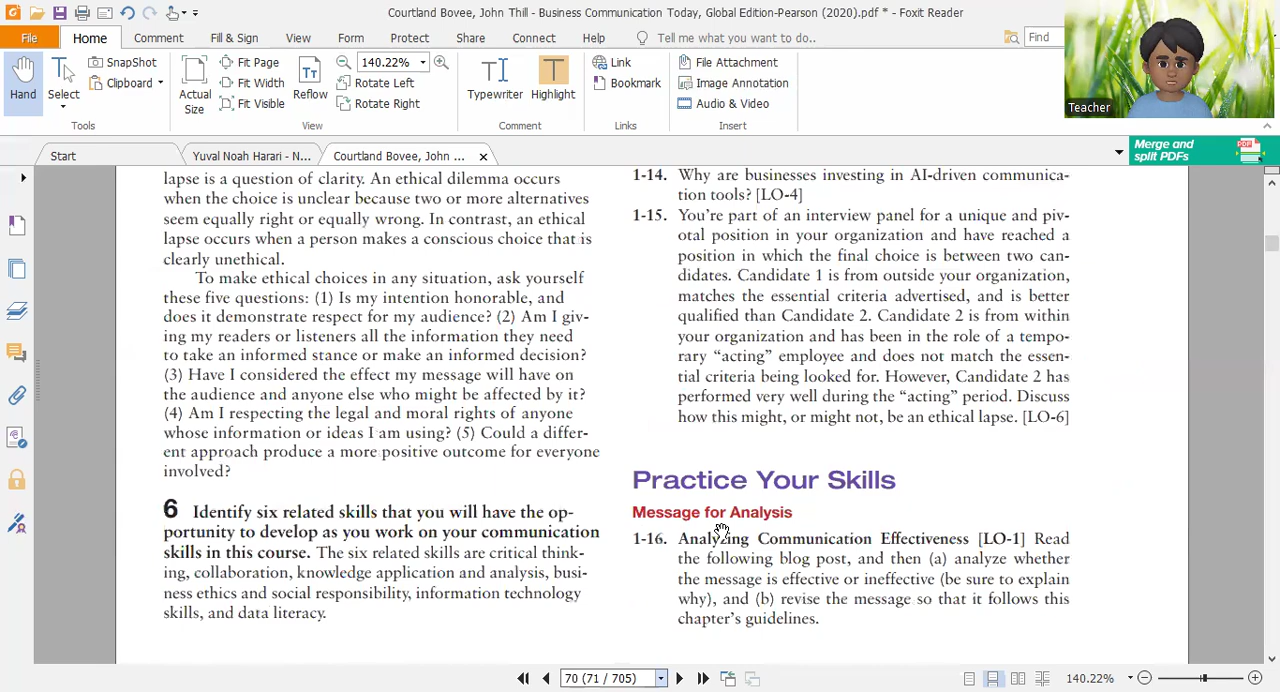 Courtland Bovee, John Thill - Business Communication Today, Global Edition-Pearson (2020).pdf * - Foxit Reader
File
Home
Comment
Fill & Sign
View
Form
Protect
Share
Connect
Help
Tell me what you want to do..
Find
Hand
Select
SnapShot
Clipboard
Actual
Size
Fit Page
Fit Width
Fit Visible
Reflow
140.22%
Rotate Left
Rotate Right
Typewriter
Highlight
Link
Bookmark
File Attachment
Image Annotation
Audio & Video
Tools
View
Comment
Links
Insert
Teacher
Start
Yuval Noah Harari - N...
Courtland Bovee, John ...
Merge and
split PDFs
PDF
lapse is a question of clarity. An ethical dilemma occurs
when the choice is unclear because two or more alternatives
seem equally right or equally wrong. In contrast, an ethical
lapse occurs when a person makes a conscious choice that is
clearly unethical.
To make ethical choices in any situation, ask yourself
these five questions: (1) Is my intention honorable, and
does it demonstrate respect for my audience? (2) Am I giv-
ing my readers or listeners all the information they need
to take an informed stance or make an informed decision?
(3) Have I considered the effect my message will have on
the audience and anyone else who might be affected by it?
(4) Am I respecting the legal and moral rights of anyone
whose information or ideas I am using? (5) Could a differ-
ent approach produce a more positive outcome for everyone
involved?
6 Identify six related skills that you will have the op-
portunity to develop as you work on your communication
skills in this course. The six related skills are critical think-
ing, collaboration, knowledge application and analysis, busi-
ness ethics and social responsibility, information technology
skills, and data literacy.
1-14. Why are businesses investing in AI-driven communica-
tion tools? [LO-4]
1-15. You're part of an interview panel for a unique and piv-
otal position in your organization and have reached a
position in which the final choice is between two can-
didates. Candidate 1 is from outside your organization,
matches the essential criteria advertised, and is better
qualified than Candidate 2. Candidate 2 is from within
your organization and has been in the role of a tempo-
rary "acting" employee and does not match the essen-
tial criteria being looked for. However, Candidate 2 has
performed very well during the "acting" period. Discuss
how this might, or might not, be an ethical lapse. [LO-6]
Practice Your Skills
Message for Analysis
1-16. Analyzing Communication Effectiveness [LO-1] Read
the following blog post, and then (a) analyze whether
the message is effective or ineffective (be sure to explain
why), and (b) revise the message so that it follows this
chapter's guidelines.
70 (71 / 705)
140.22%